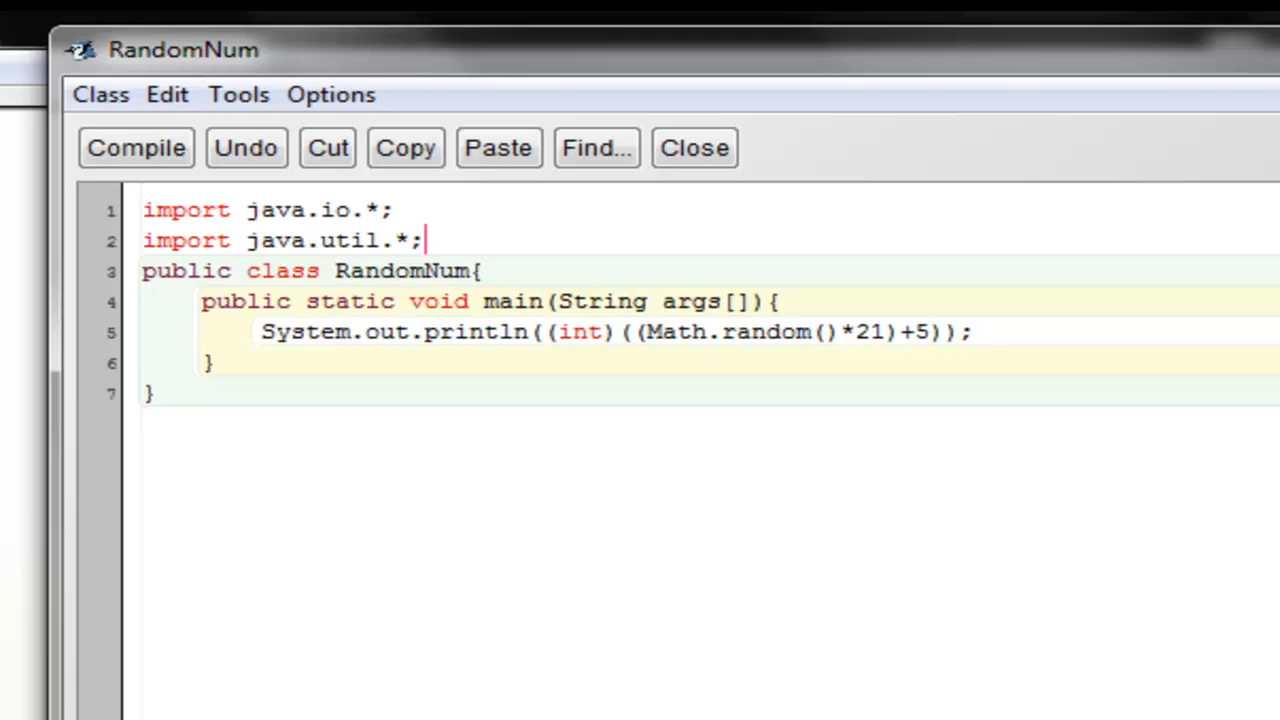 RandomNum
Class Edit Tools Options
Compile Undo Cut Copy Paste Find... Close
1 import java.io.*;
2 import java.util.*;
3 public class RandomNum{
4 public static void main(String args[]){
5 System.out.println((int)((Math.random()*21)+5));
6 }
7 }